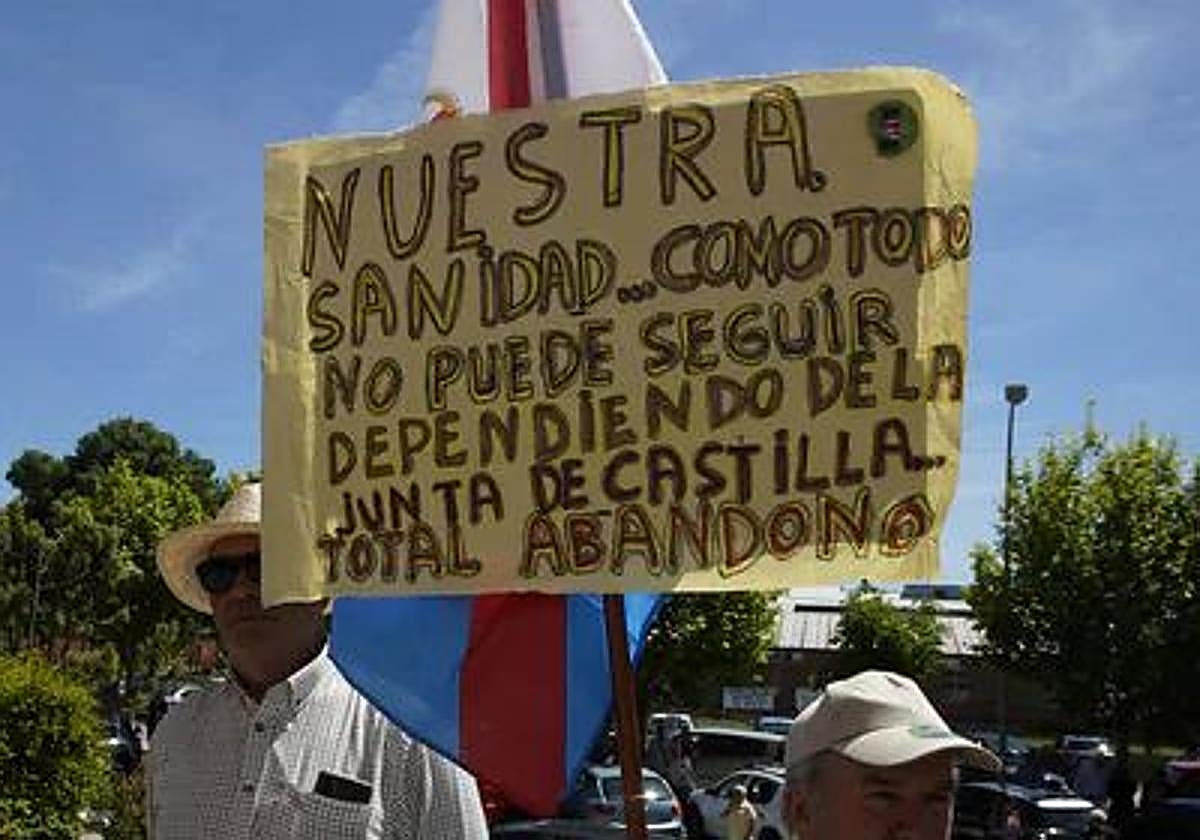 NUESTRA.
SANiDAD...COMO TODO
NO PUEDE SEGUiR
DEPENDiENDO DE LA
JUNTA DE CASTiLLA...
TOTAL ABANDONO